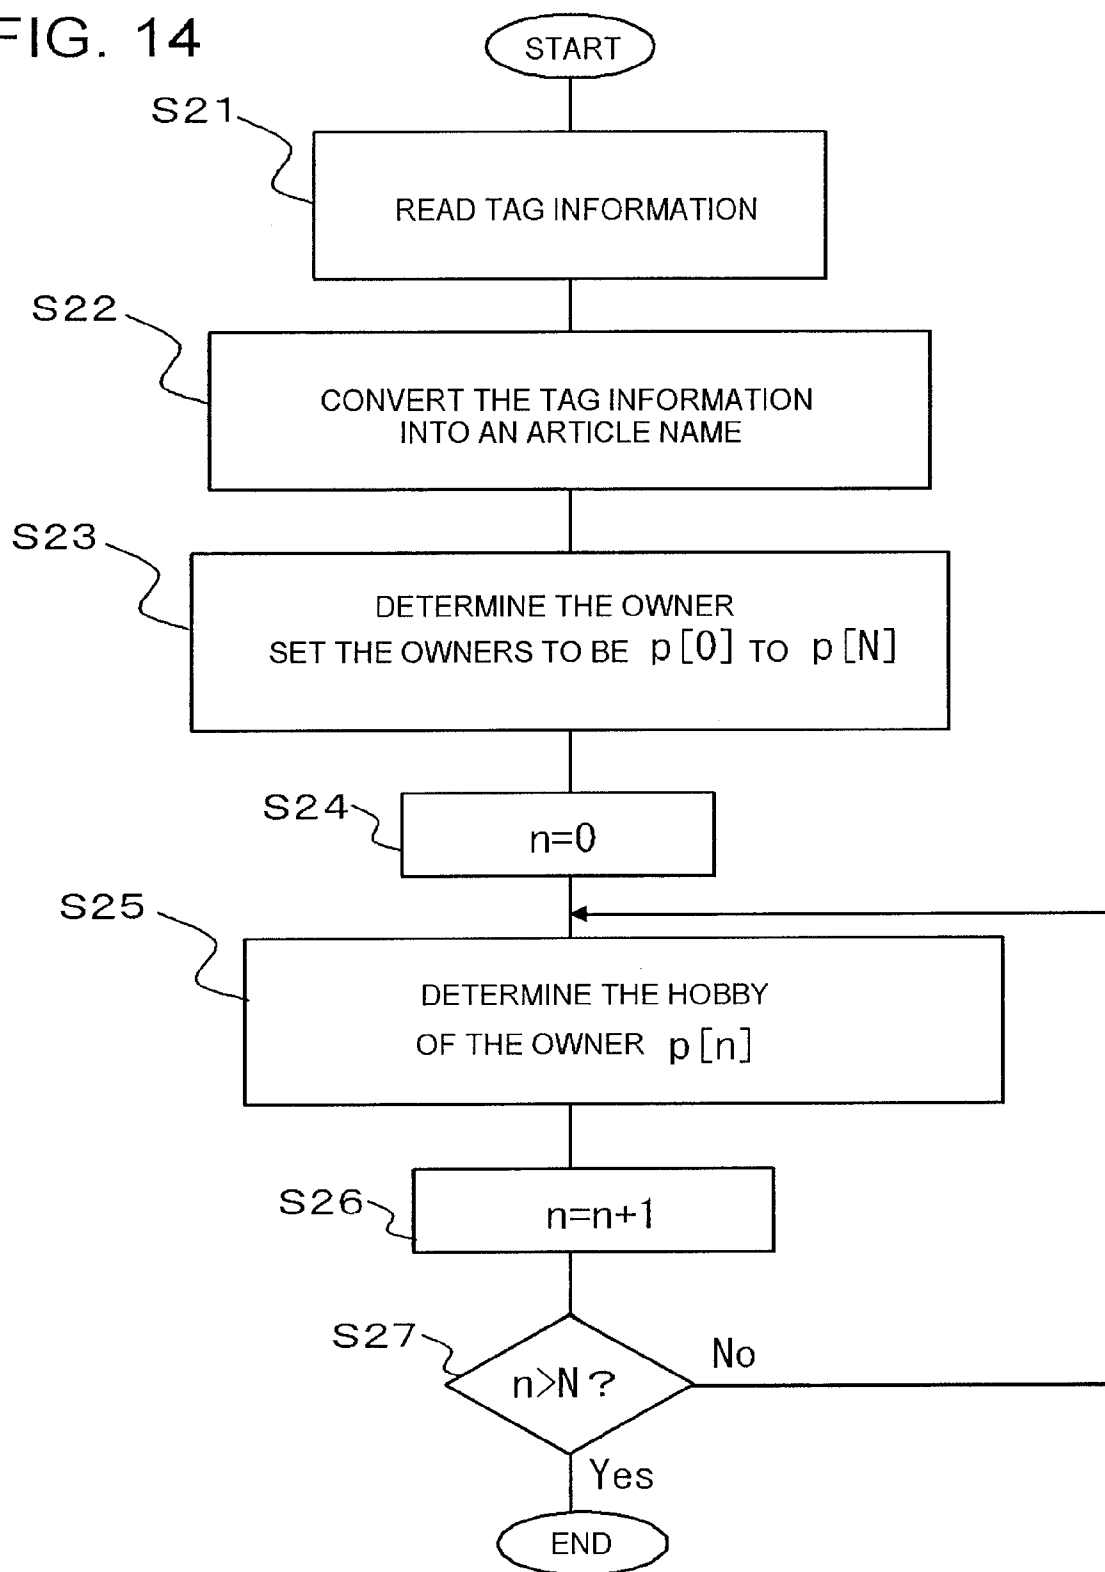 FIG. 14
START
S21
READ TAG INFORMATION
S22
CONVERT THE TAG INFORMATION
INTO AN ARTICLE NAME
S23
DETERMINE THE OWNER
SET THE OWNERS TO BE p[0] TO p[N]
S24
n=0
S25
DETERMINE THE HOBBY
OF THE OWNER p[n]
S26
n=n+1
S27
n>N?
No
Yes
END